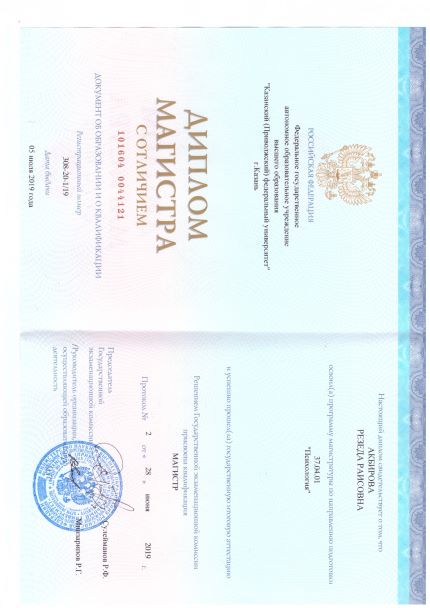 РОССИЙСКАЯ ФЕДЕРАЦИЯ
Федеральное государственное
автономное образовательное учреждение
высшего образования
"Казанский (Приволжский) федеральный университет"
г.Казань
ДИПЛОМ
МАГИСТРА
С ОТЛИЧИЕМ
101604 0044121
ДОКУМЕНТ ОБ ОБРАЗОВАНИИ И О КВАЛИФИКАЦИИ
Регистрационный номер
308-20-1/19
Дата выдачи
05 июля 2019 года
Настоящий диплом свидетельствует о том, что
АКБИРОВА
РЕЗЕДА РАИСОВНА
освоил(а) программу магистратуры по направлению подготовки
37.04.01
"Психология"
и успешно прошел(ла) государственную итоговую аттестацию
Решением Государственной экзаменационной комиссии
присвоена квалификация
МАГИСТР
Протокол № 2 от « 28 » июня 2019 г.
Председатель
Государственной
экзаменационной комиссии
Сулейманов Р.Ф.
Руководитель организации,
осуществляющей образовательную
деятельность
Минзарипов Р.Г.